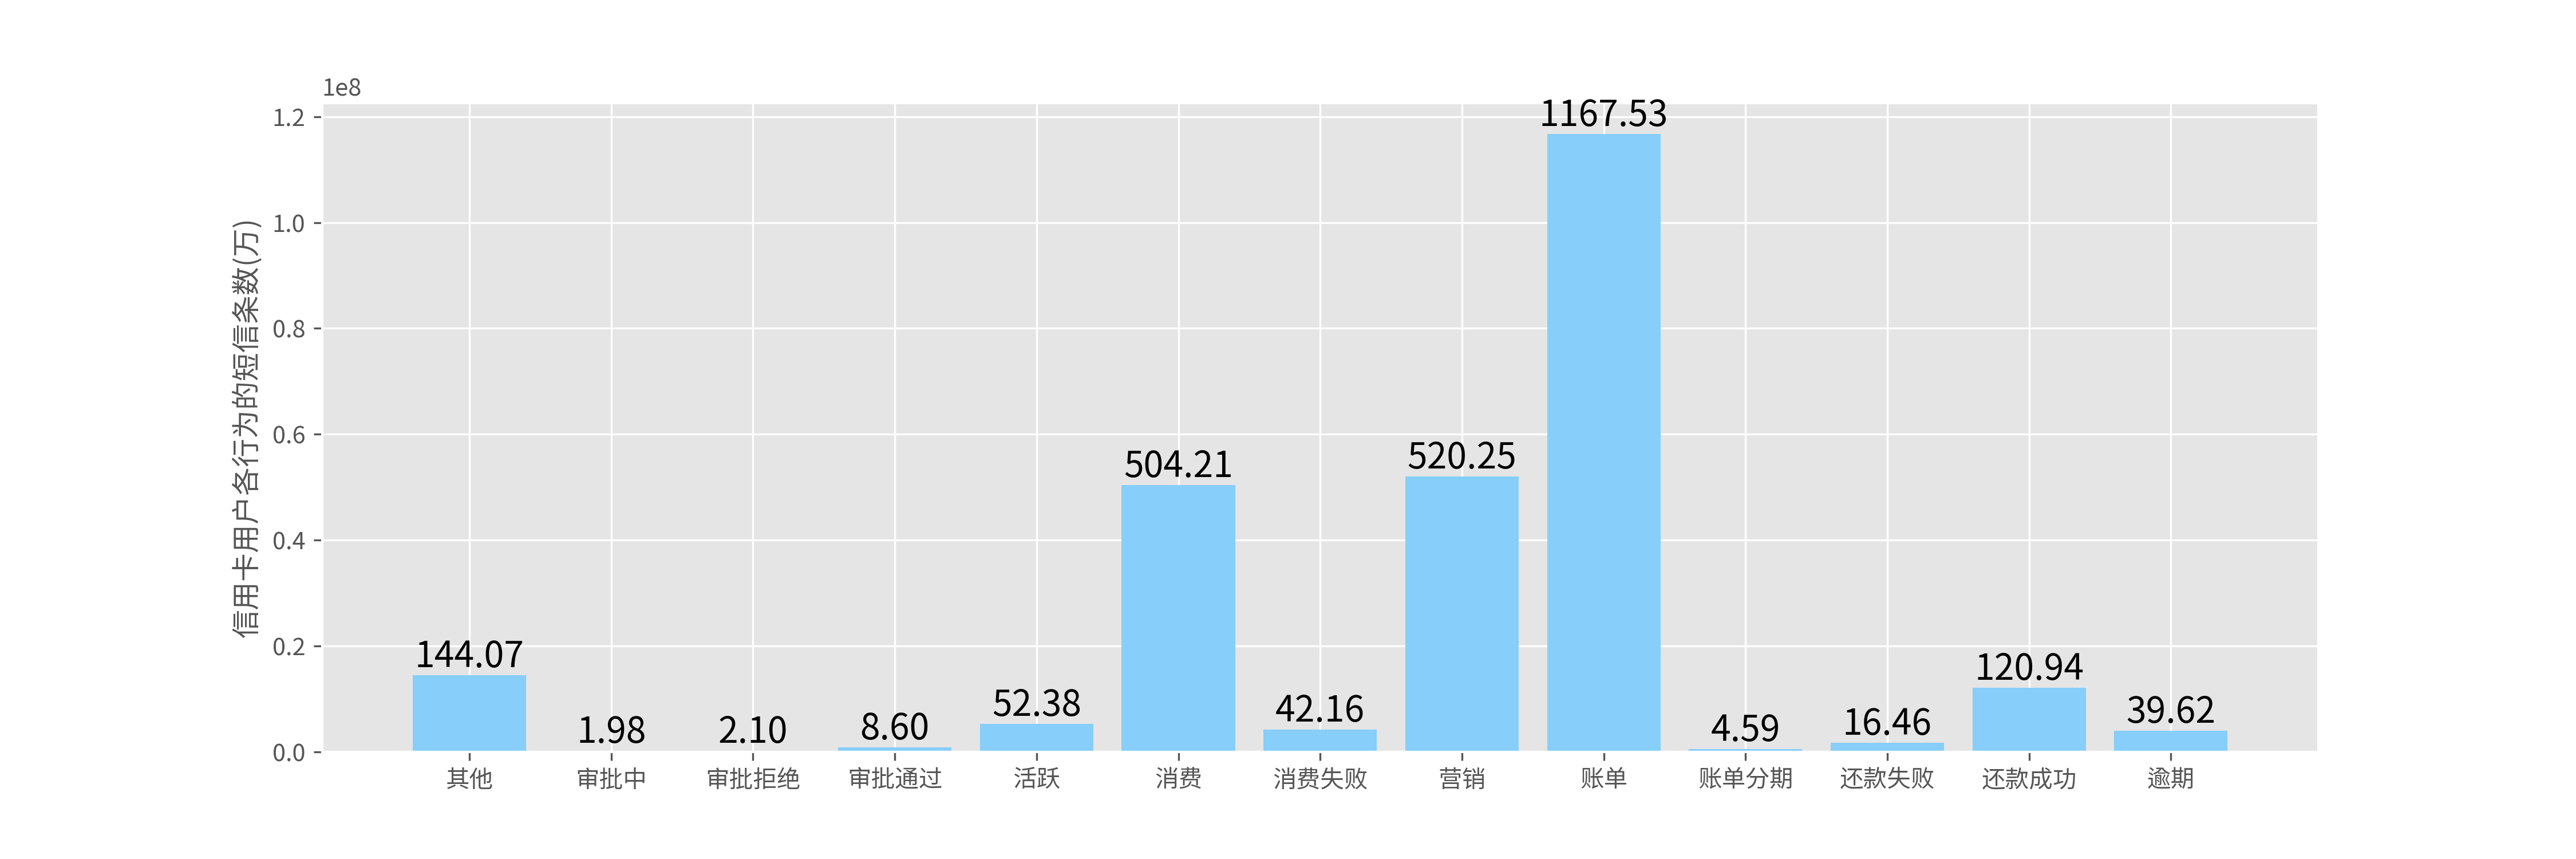 1e8
1.2
1.0
0.8
0.6
0.4
0.2
0.0
信用卡用户各行为的短信条数(万)
144.07
1.98
2.10
8.60
52.38
504.21
42.16
520.25
1167.53
4.59
16.46
120.94
39.62
其他
审批中
审批拒绝
审批通过
活跃
消费
消费失败
营销
账单
账单分期
还款失败
还款成功
逾期